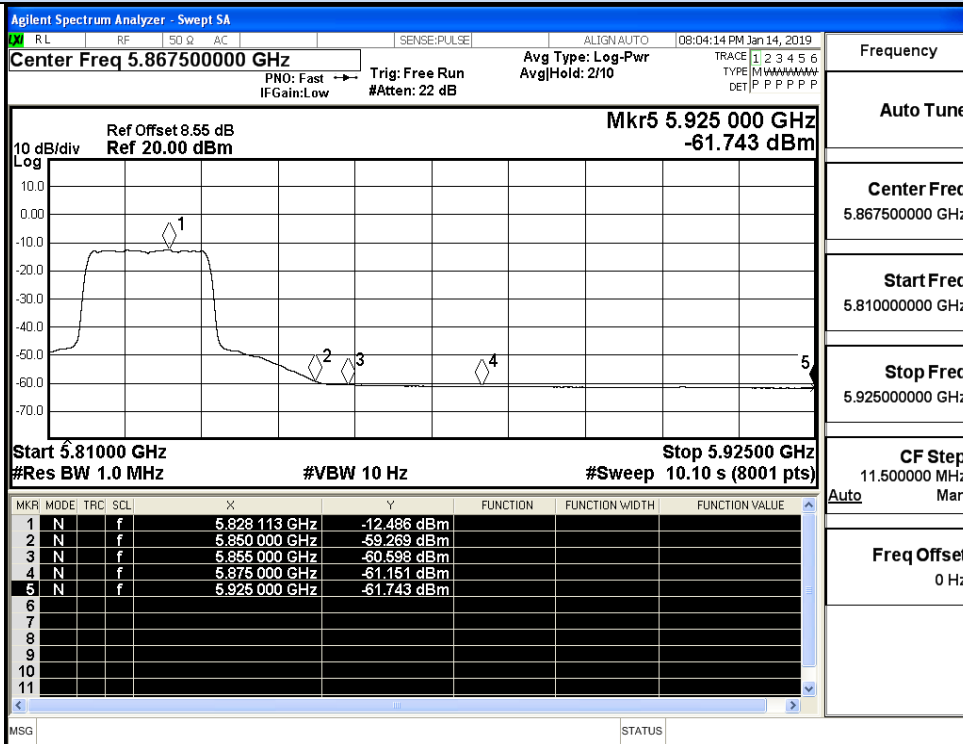 Agilent Spectrum Analyzer - Swept SA
LXI RL RF 50 Ω AC SENSE:PULSE ALIGN AUTO 08:04:14 PM Jan 14, 2019
Center Freq 5.867500000 GHz
PNO: Fast
IFGain:Low
Trig: Free Run
#Atten: 22 dB
Avg Type: Log-Pwr
Avg|Hold: 2/10
TRACE 1 2 3 4 5 6
TYPE M W W W W W
DET P P P P P P
Mkr5 5.925 000 GHz
-61.743 dBm
10 dB/div
Log
Ref Offset 8.55 dB
Ref 20.00 dBm
10.0
0.00
-10.0
-20.0
-30.0
-40.0
-50.0
-60.0
-70.0
1
2
3
4
5
Start 5.81000 GHz Stop 5.92500 GHz
#Res BW 1.0 MHz #VBW 10 Hz #Sweep 10.10 s (8001 pts)
MKR MODE TRC SCL X Y FUNCTION FUNCTION WIDTH FUNCTION VALUE
1 N f 5.828 113 GHz -12.486 dBm
2 N f 5.850 000 GHz -59.269 dBm
3 N f 5.855 000 GHz -60.598 dBm
4 N f 5.875 000 GHz -61.151 dBm
5 N f 5.925 000 GHz -61.743 dBm
6
7
8
9
10
11
MSG STATUS
Frequency
Auto Tune
Center Freq
5.867500000 GHz
Start Freq
5.810000000 GHz
Stop Freq
5.925000000 GHz
CF Step
11.500000 MHz
Auto Man
Freq Offset
0 Hz